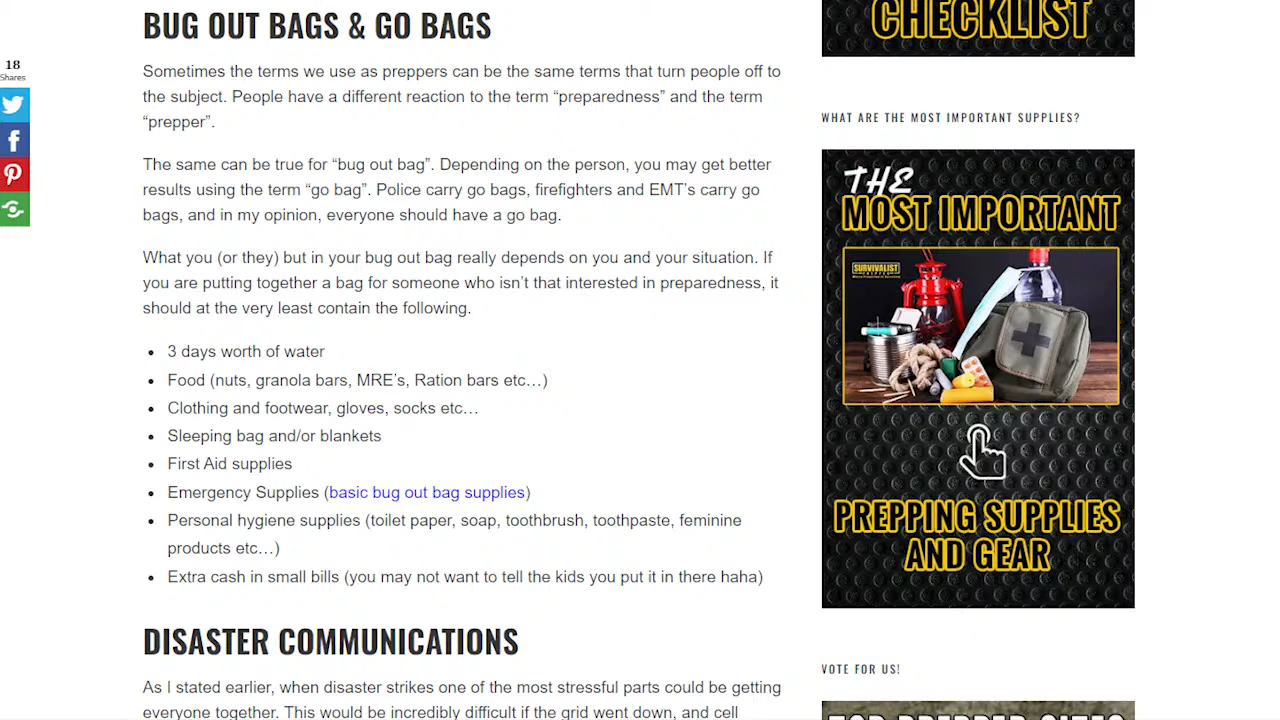 BUG OUT BAGS & GO BAGS
18
Shares
Sometimes the terms we use as preppers can be the same terms that turn people off to
the subject. People have a different reaction to the term “preparedness” and the term
“prepper”.
The same can be true for “bug out bag”. Depending on the person, you may get better
results using the term “go bag”. Police carry go bags, firefighters and EMT’s carry go
bags, and in my opinion, everyone should have a go bag.
What you (or they) but in your bug out bag really depends on you and your situation. If
you are putting together a bag for someone who isn’t that interested in preparedness, it
should at the very least contain the following.
• 3 days worth of water
• Food (nuts, granola bars, MRE’s, Ration bars etc…)
• Clothing and footwear, gloves, socks etc…
• Sleeping bag and/or blankets
• First Aid supplies
• Emergency Supplies (basic bug out bag supplies)
• Personal hygiene supplies (toilet paper, soap, toothbrush, toothpaste, feminine
products etc…)
• Extra cash in small bills (you may not want to tell the kids you put it in there haha)
DISASTER COMMUNICATIONS
As I stated earlier, when disaster strikes one of the most stressful parts could be getting
everyone together. This would be incredibly difficult if the grid went down, and cell
CHECKLIST
WHAT ARE THE MOST IMPORTANT SUPPLIES?
THE
MOST IMPORTANT
SURVIVALIST
PREPPING SUPPLIES
AND GEAR
VOTE FOR US!
TOP PREPPER SITES